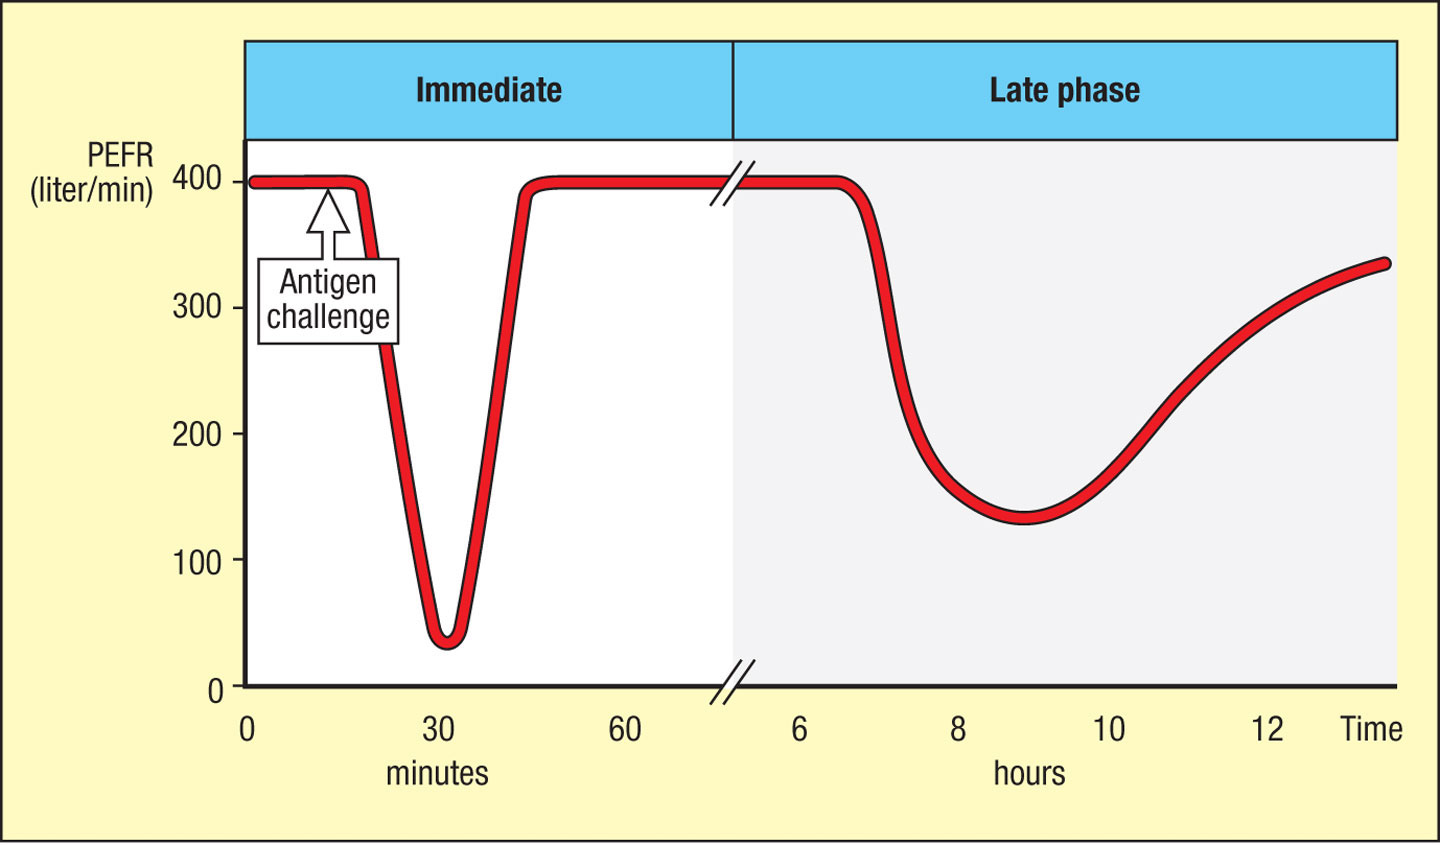 Immediate
Late phase
PEFR
(liter/min)
400
300
200
100
0
Antigen
challenge
0 30 60 6 8 10 12 Time
minutes hours